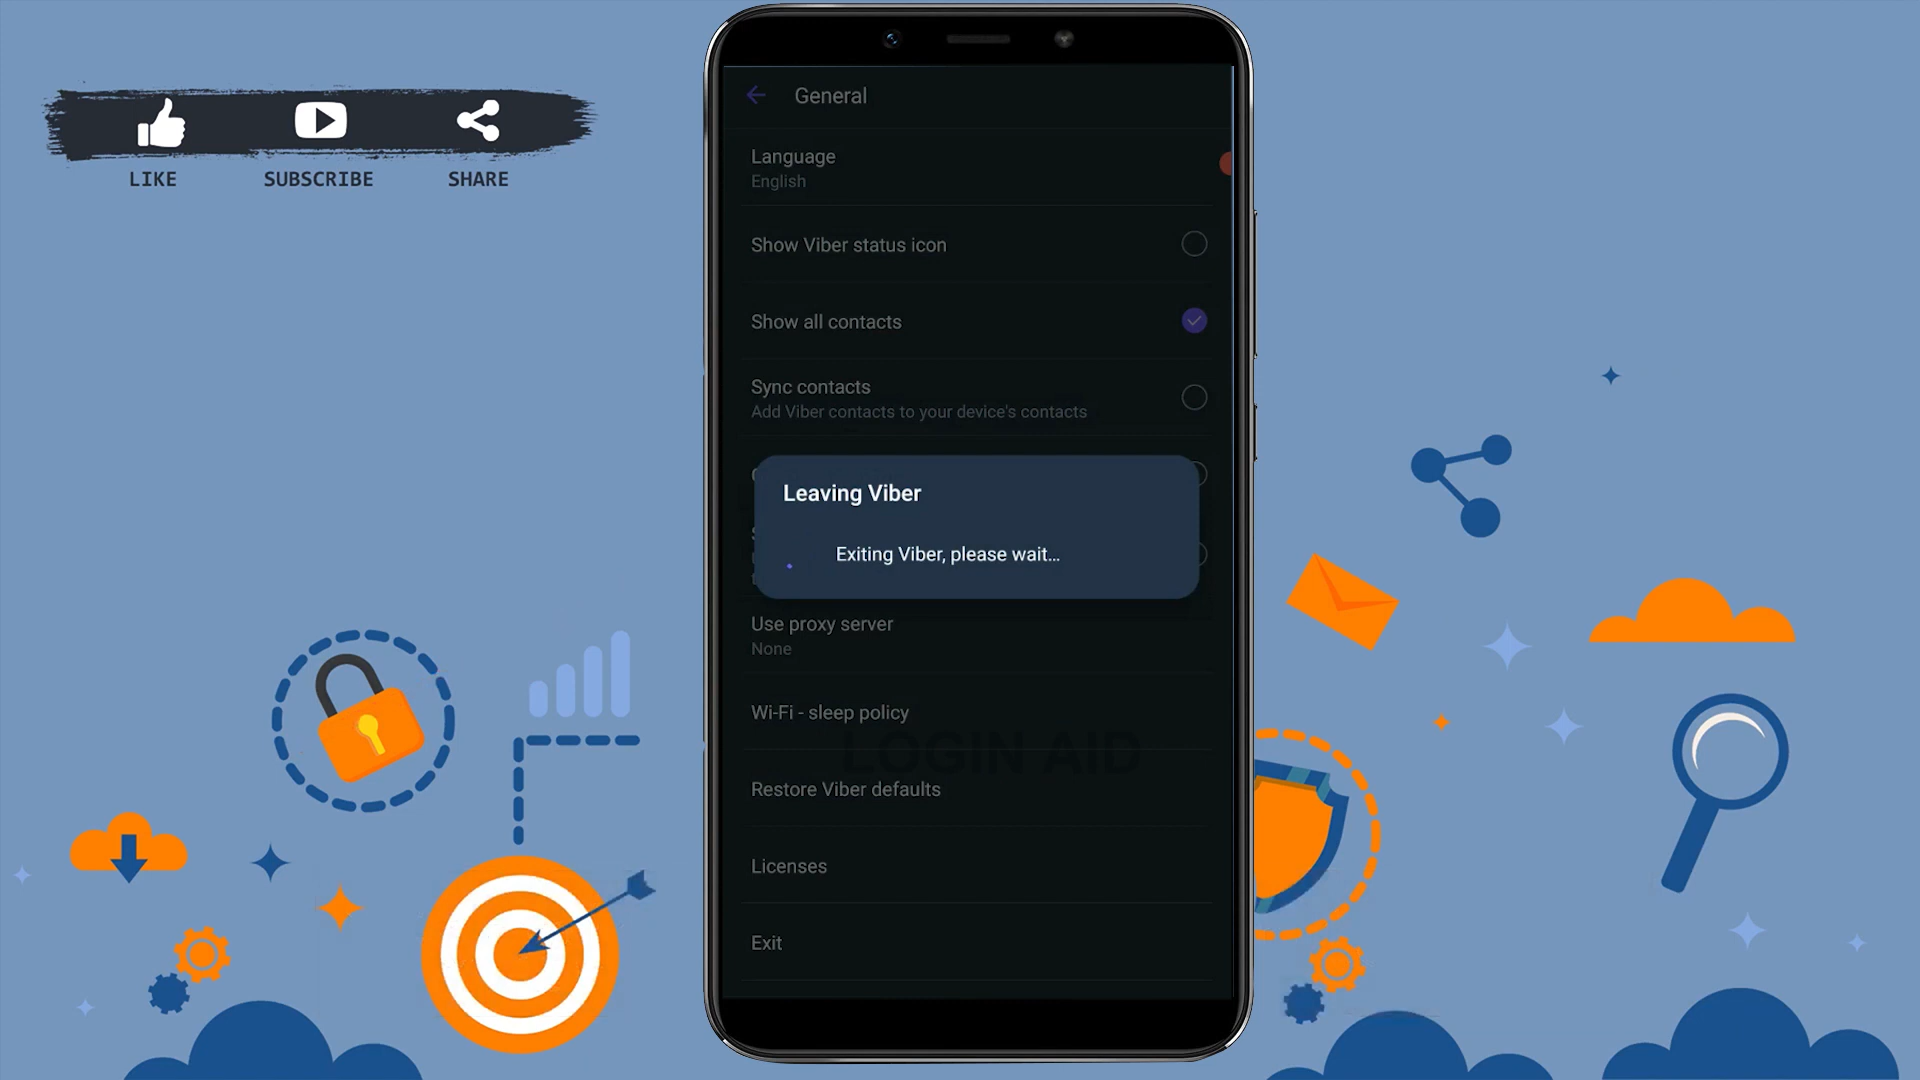 LIKE
SUBSCRIBE
SHARE
General
Language
English
Show Viber status icon
Show all contacts
Sync contacts
Add Viber contacts to your device's contacts
Leaving Viber
Exiting Viber, please wait...
Use proxy server
None
Wi-Fi - sleep policy
LOGIN AID
Restore Viber defaults
Licenses
Exit